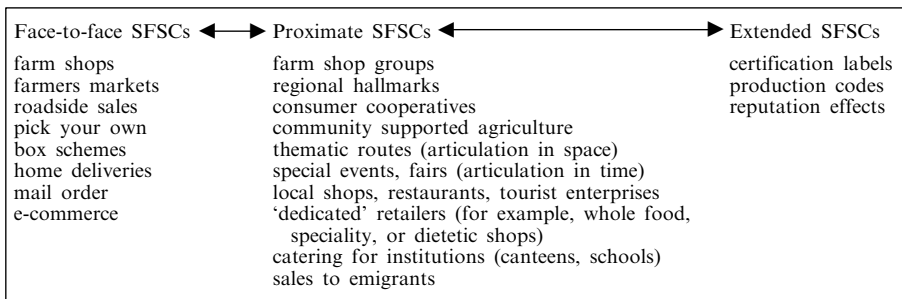 Face-to-face SFSCs
farm shops
farmers markets
roadside sales
pick your own
box schemes
home deliveries
mail order
e-commerce
Proximate SFSCs
farm shop groups
regional hallmarks
consumer cooperatives
community supported agriculture
thematic routes (articulation in space)
special events, fairs (articulation in time)
local shops, restaurants, tourist enterprises
‘dedicated’ retailers (for example, whole food,
speciality, or dietetic shops)
catering for institutions (canteens, schools)
sales to emigrants
Extended SFSCs
certification labels
production codes
reputation effects